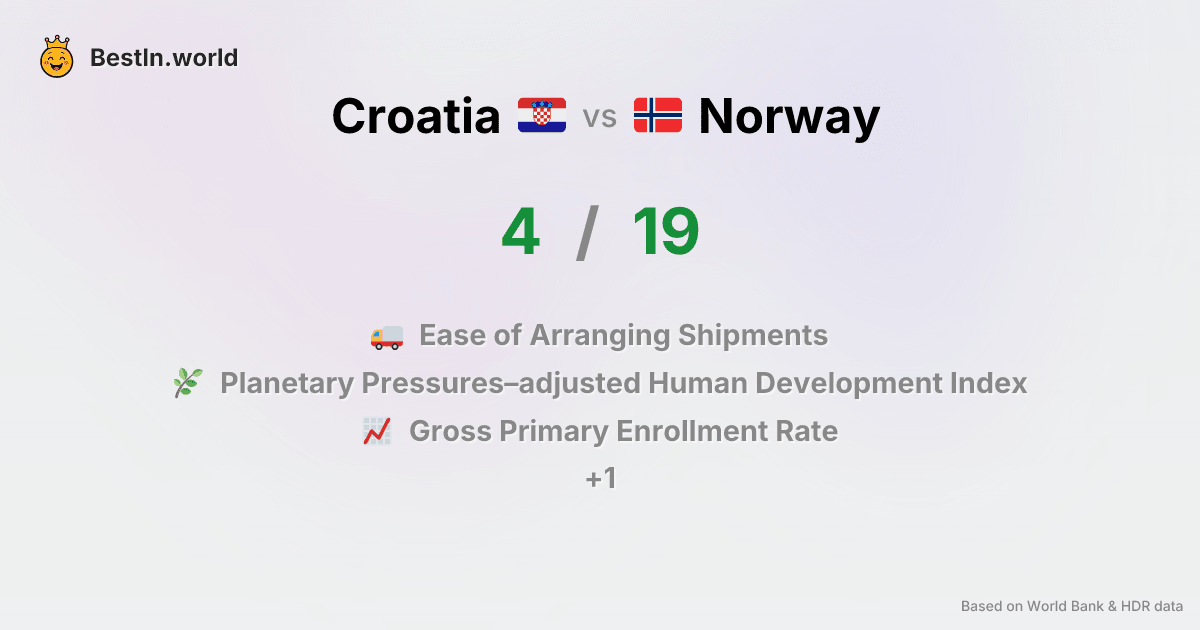 BestIn.world
Croatia vs Norway
4 / 19
Ease of Arranging Shipments
Planetary Pressures–adjusted Human Development Index
Gross Primary Enrollment Rate
+1
Based on World Bank & HDR data